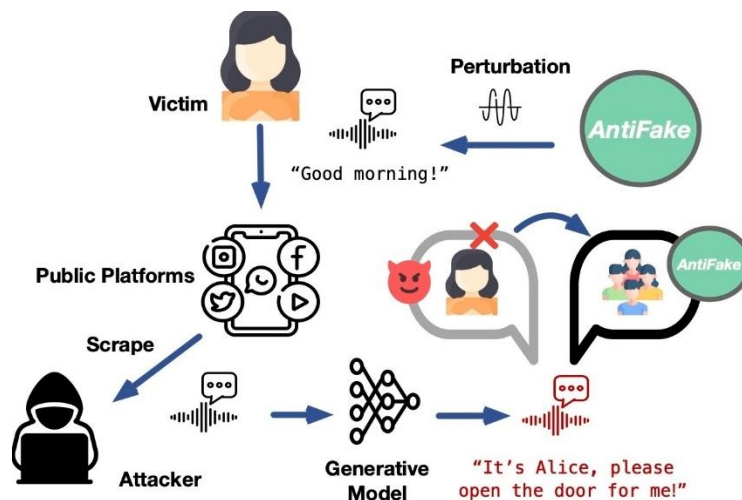 Perturbation
Victim
AntiFake
“Good morning!”
Public Platforms
AntiFake
Scrape
Attacker
Generative
Model
“It’s Alice, please
open the door for me!”